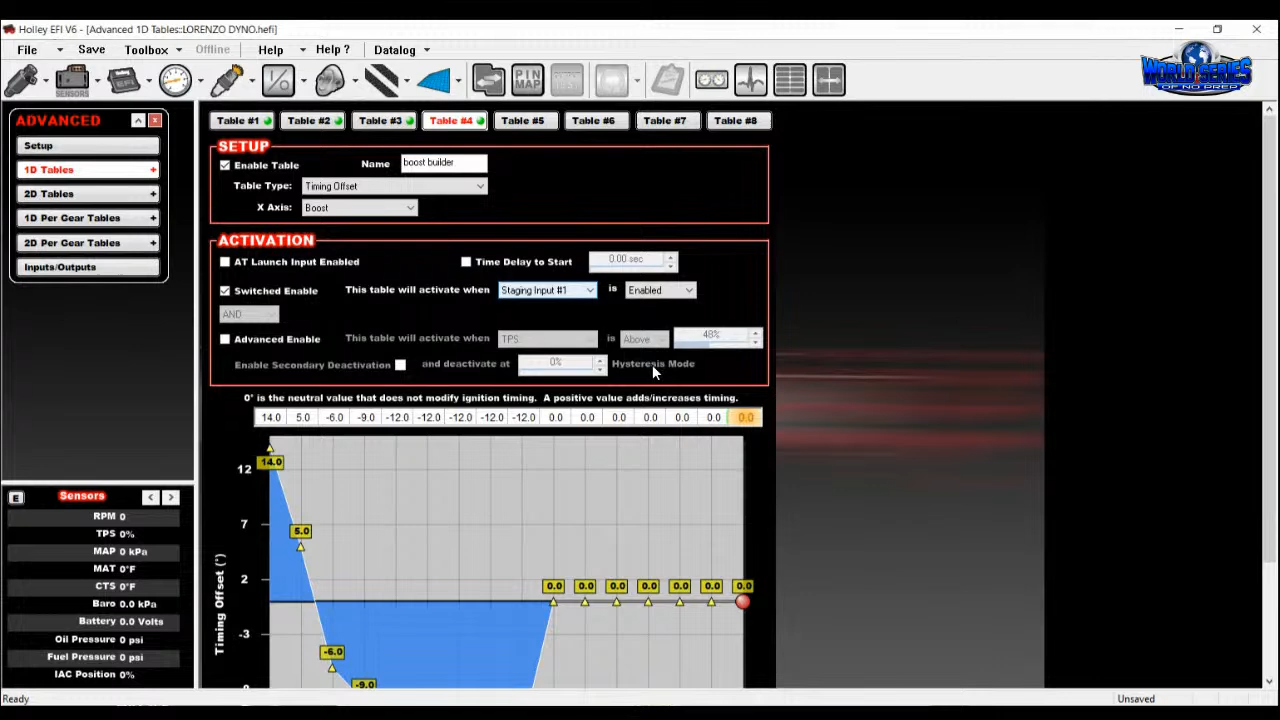 Holley EFI V6 - [Advanced 1D Tables::LORENZO DYNO.hefi]
File Save Toolbox Offline Help Help ? Datalog
SENSORS I/O PIN MAP
WORLD SERIES
OF NO PREP
ADVANCED
Setup
1D Tables +
2D Tables +
1D Per Gear Tables +
2D Per Gear Tables +
Inputs/Outputs
Table #1 Table #2 Table #3 Table #4 Table #5 Table #6 Table #7 Table #8
SETUP
Enable Table Name boost builder
Table Type: Timing Offset
X Axis: Boost
ACTIVATION
AT Launch Input Enabled Time Delay to Start 0.00 sec
Switched Enable This table will activate when Staging Input #1 is Enabled
AND
Advanced Enable This table will activate when TPS is Above 48%
Enable Secondary Deactivation and deactivate at 0% Hysteresis Mode
0° is the neutral value that does not modify ignition timing. A positive value adds/increases timing.
14.0 5.0 -6.0 -9.0 -12.0 -12.0 -12.0 -12.0 -12.0 0.0 0.0 0.0 0.0 0.0 0.0 0.0
14.0
12
7
5.0
2
0.0 0.0 0.0 0.0 0.0 0.0 0.0
-3
-6.0
-9.0
Timing Offset (°)
E Sensors < >
RPM 0
TPS 0%
MAP 0 kPa
MAT 0°F
CTS 0°F
Baro 0.0 kPa
Battery 0.0 Volts
Oil Pressure 0 psi
Fuel Pressure 0 psi
IAC Position 0%
Ready Unsaved